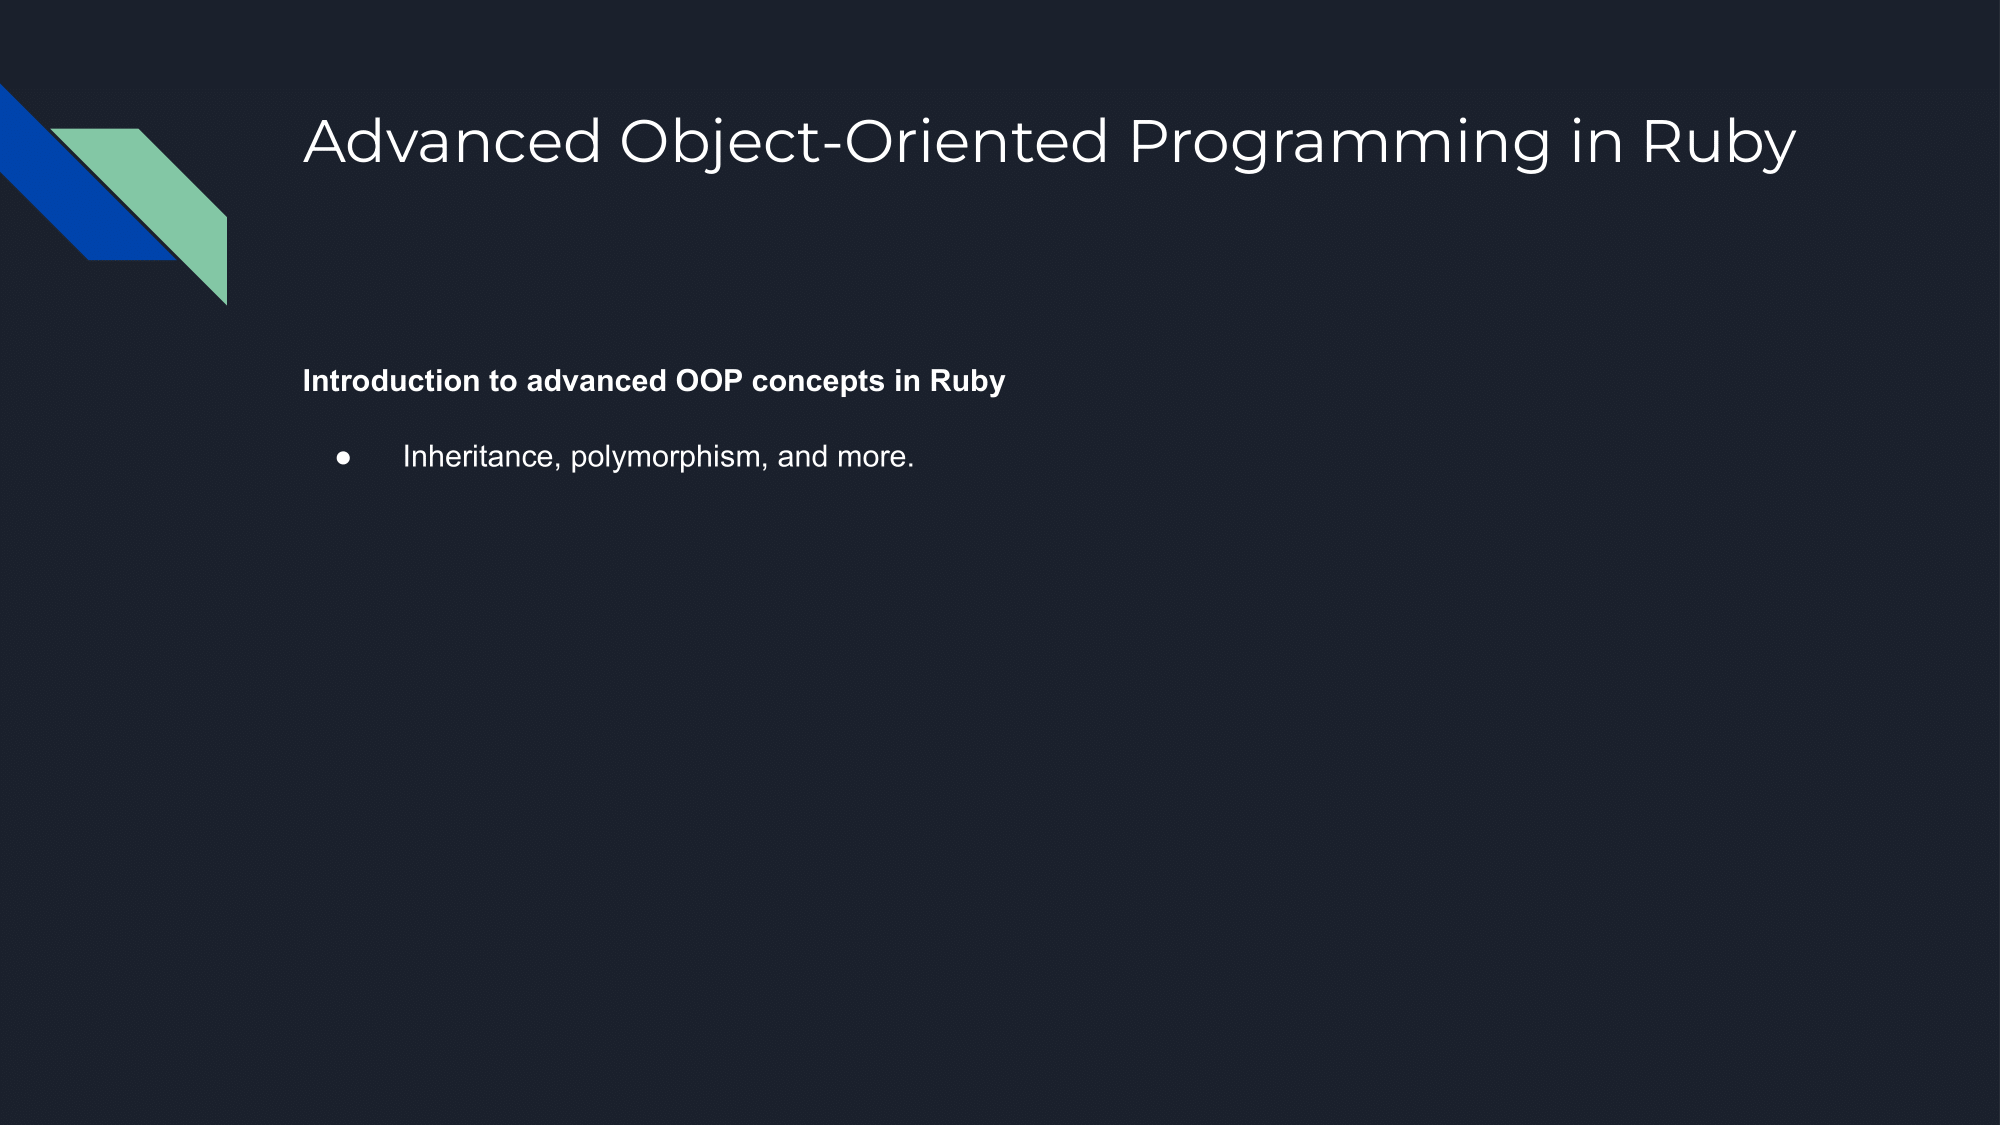 Advanced Object-Oriented Programming in Ruby
Introduction to advanced OOP concepts in Ruby
● Inheritance, polymorphism, and more.